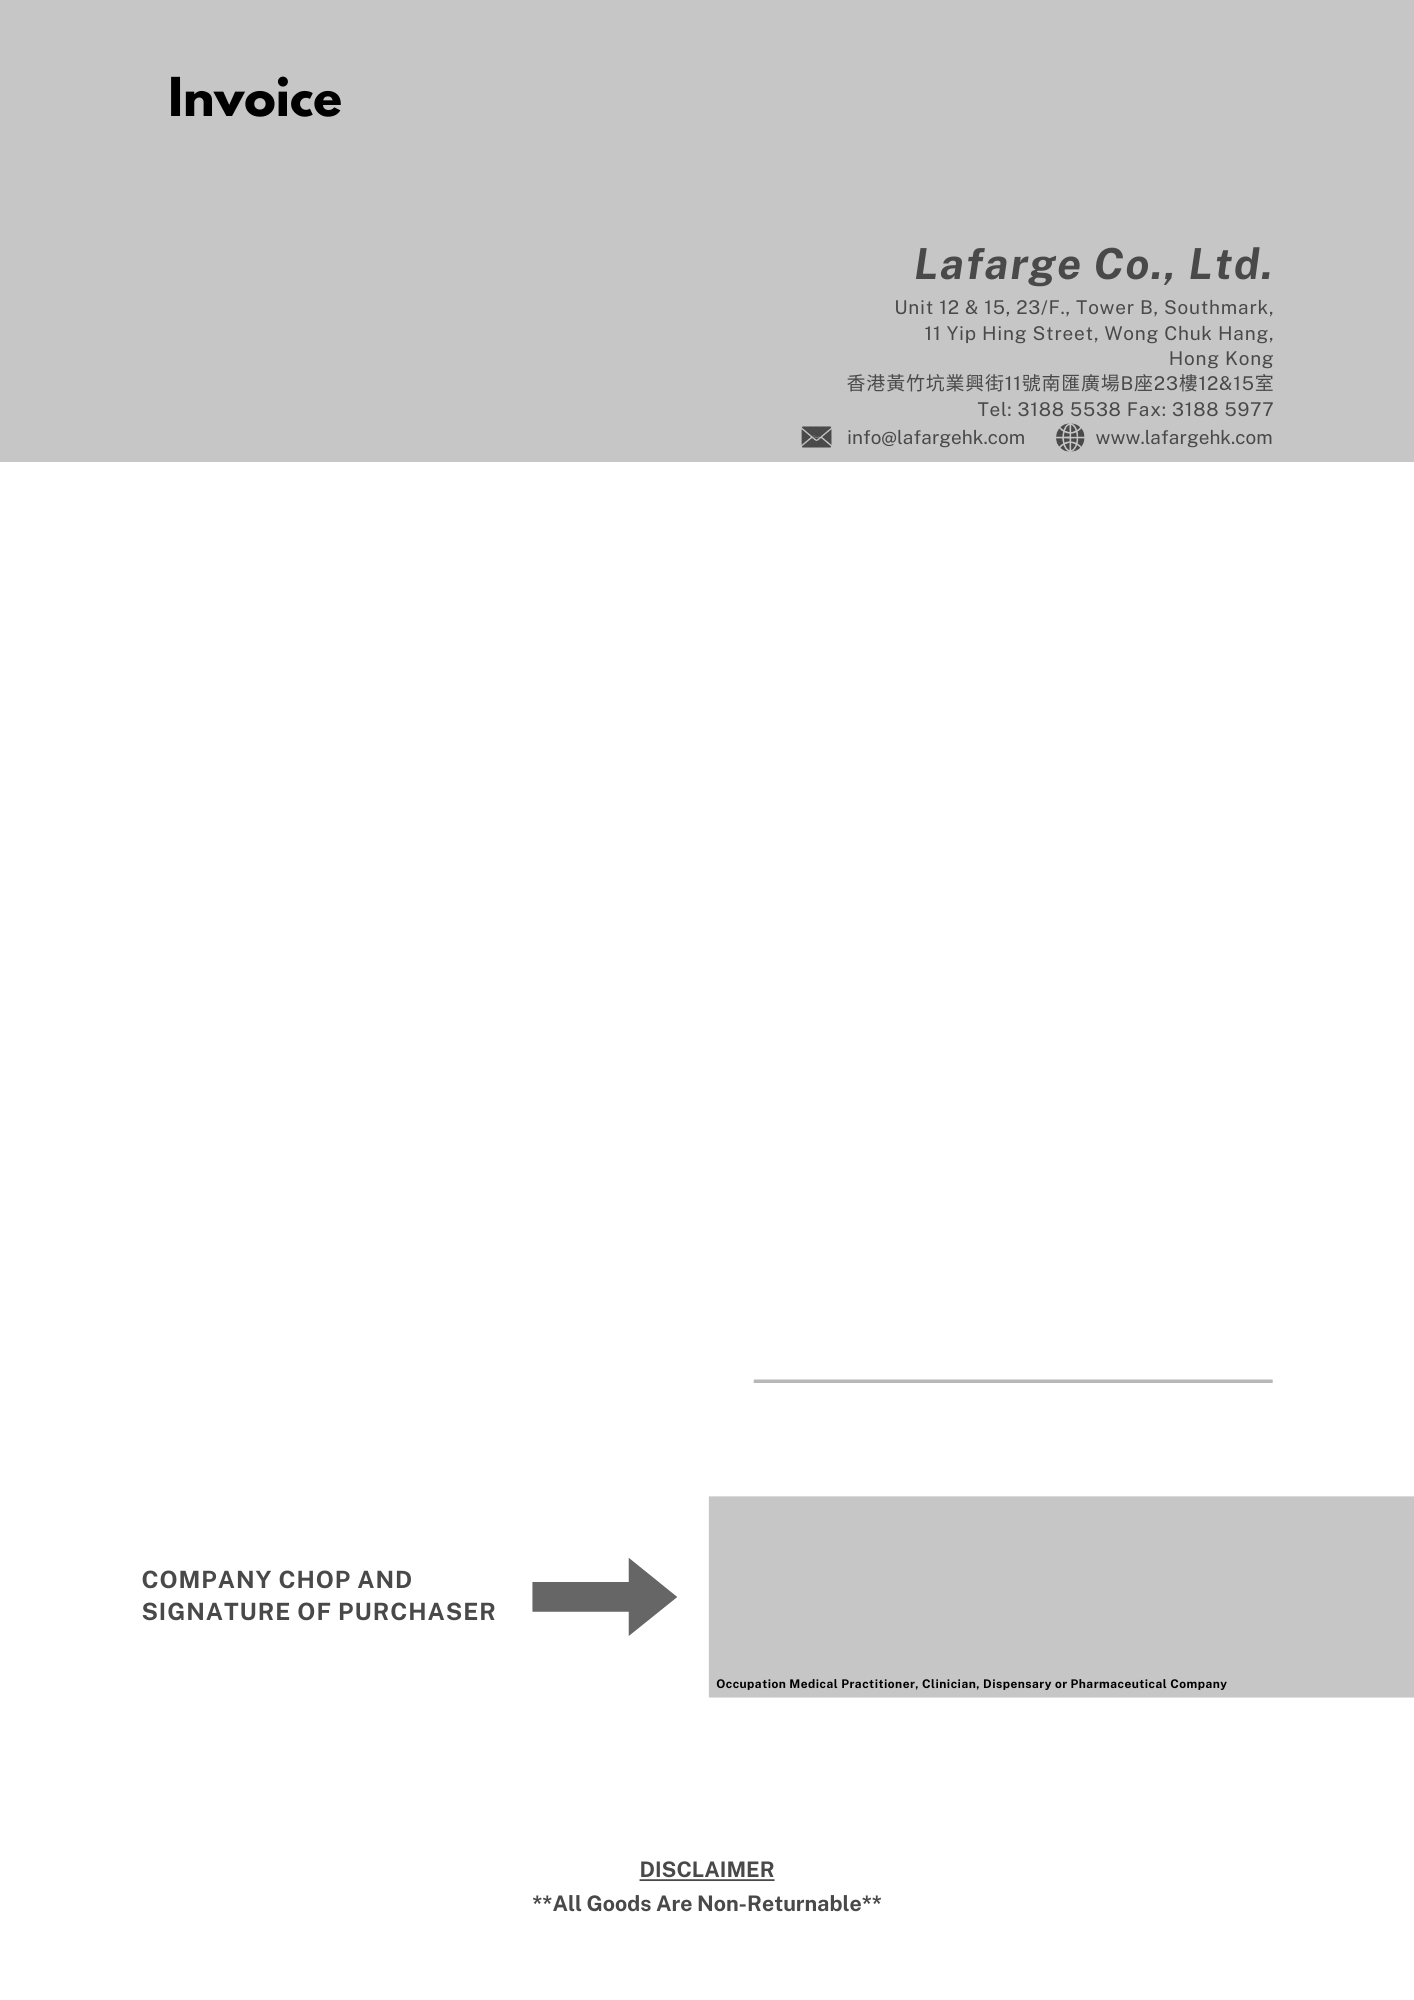 Invoice
Lafarge Co., Ltd.
Unit 12 & 15, 23/F., Tower B, Southmark,
11 Yip Hing Street, Wong Chuk Hang,
Hong Kong
香港黃竹坑業興街11號南匯廣場B座23樓12&15室
Tel: 3188 5538 Fax: 3188 5977
info@lafargehk.com www.lafargehk.com
COMPANY CHOP AND
SIGNATURE OF PURCHASER
Occupation Medical Practitioner, Clinician, Dispensary or Pharmaceutical Company
DISCLAIMER
**All Goods Are Non-Returnable**